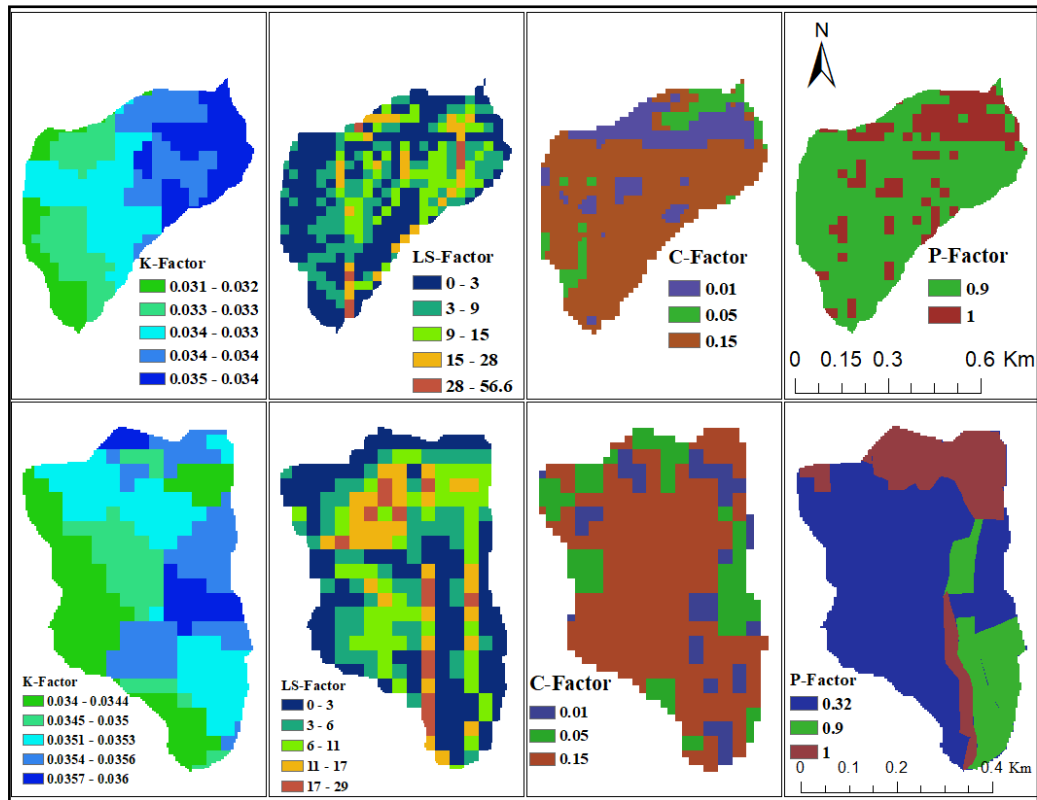 N
K-Factor
0.031 - 0.032
0.033 - 0.033
0.034 - 0.033
0.034 - 0.034
0.035 - 0.034
LS-Factor
0 - 3
3 - 9
9 - 15
15 - 28
28 - 56.6
C-Factor
0.01
0.05
0.15
P-Factor
0.9
1
0 0.15 0.3 0.6 Km
K-Factor
0.034 - 0.0344
0.0345 - 0.035
0.0351 - 0.0353
0.0354 - 0.0356
0.0357 - 0.036
LS-Factor
0 - 3
3 - 6
6 - 11
11 - 17
17 - 29
C-Factor
0.01
0.05
0.15
P-Factor
0.32
0.9
1
Km
0 0.1 0.2 0.4